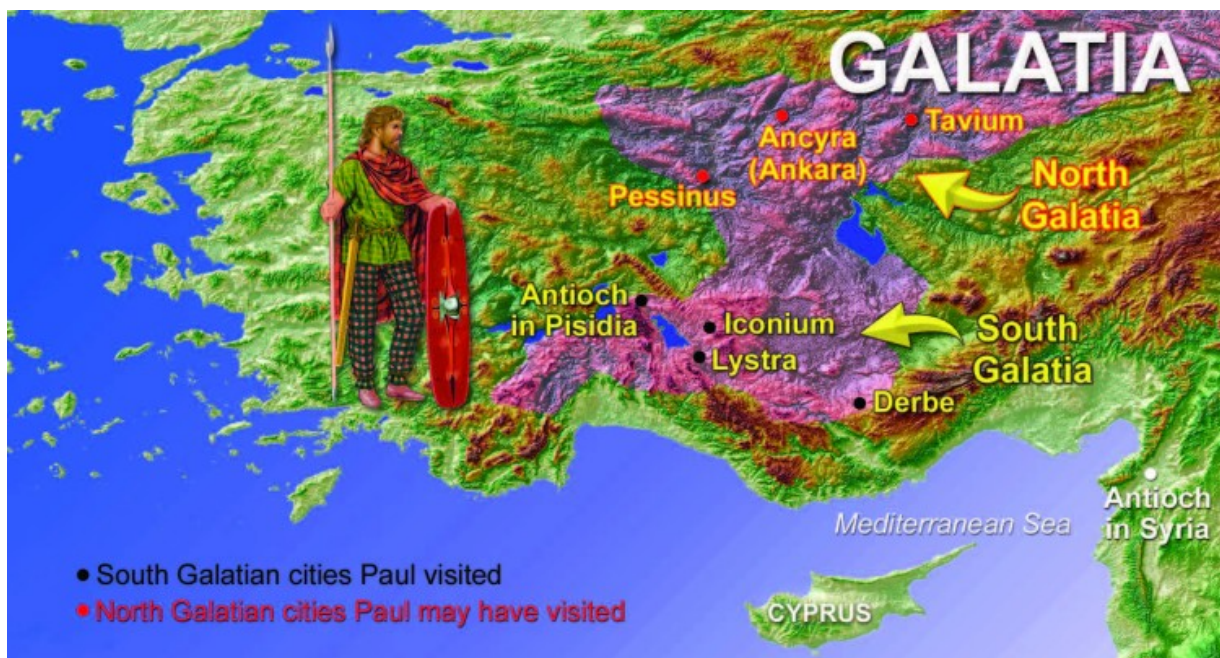 GALATIA
Ancyra
(Ankara)
Tavium
Pessinus
North
Galatia
Antioch
in Pisidia
Iconium
Lystra
South
Galatia
Derbe
Antioch
in Syria
Mediterranean Sea
CYPRUS
South Galatian cities Paul visited
North Galatian cities Paul may have visited